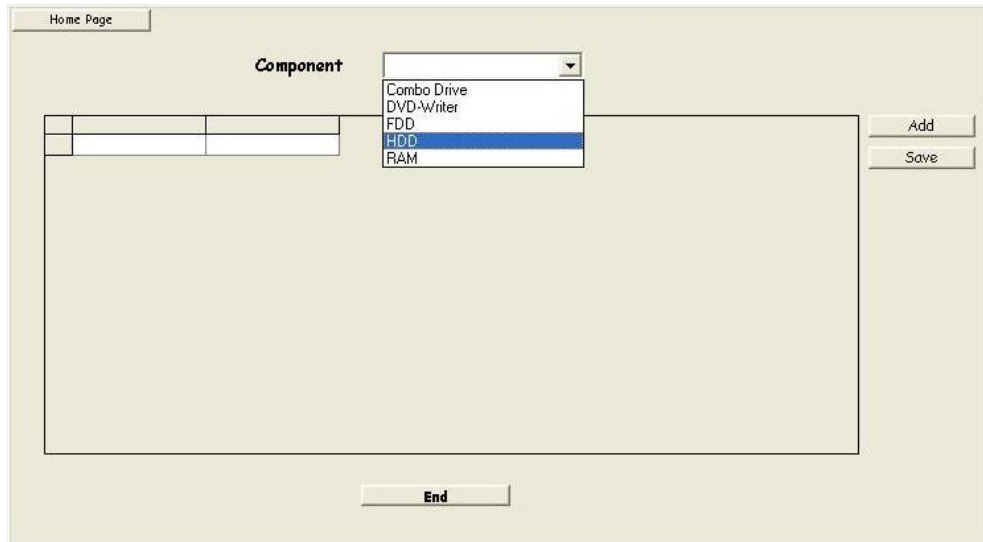 Home Page
Component
Combo Drive
DVD-Writer
FDD
HDD
RAM
Add
Save
End